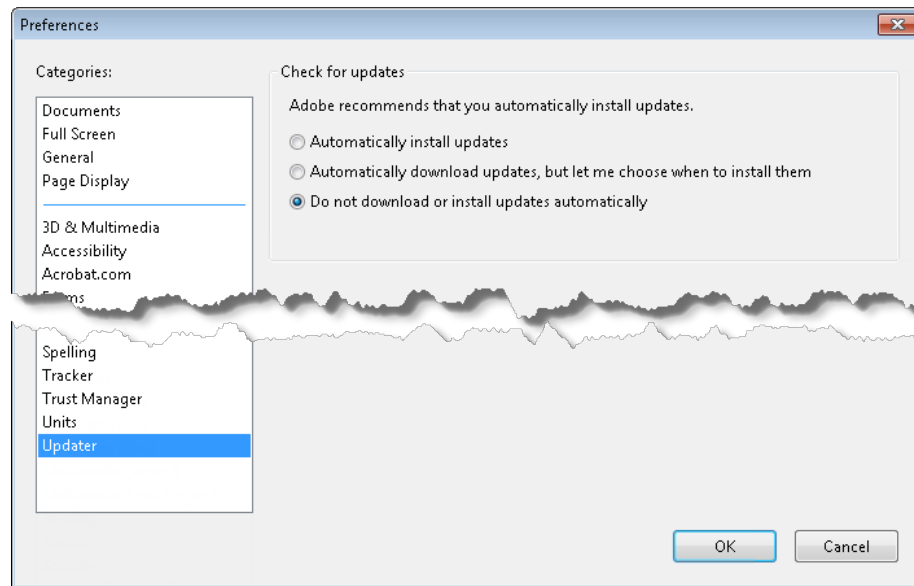 Preferences
Categories:
Documents
Full Screen
General
Page Display
3D & Multimedia
Accessibility
Acrobat.com
Spelling
Tracker
Trust Manager
Units
Updater
Check for updates
Adobe recommends that you automatically install updates.
Automatically install updates
Automatically download updates, but let me choose when to install them
Do not download or install updates automatically
OK
Cancel